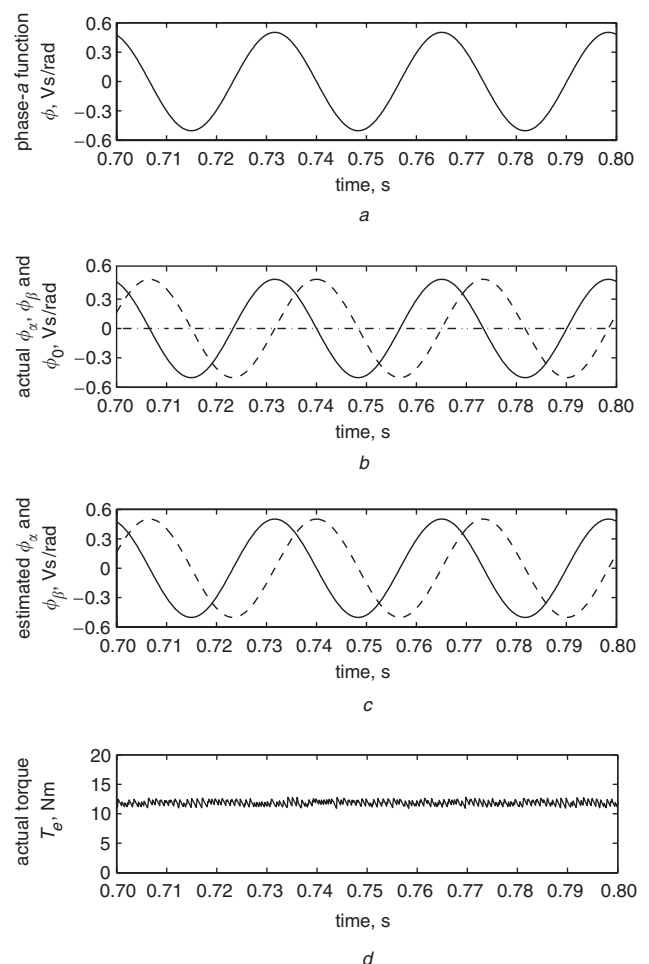 phase-a function
ϕ, Vs/rad
0.6
0.3
0
−0.3
−0.6
0.70 0.71 0.72 0.73 0.74 0.75 0.76 0.77 0.78 0.79 0.80
time, s
a
actual ϕα, ϕβ and
ϕ0, Vs/rad
0.6
0.3
0
−0.3
−0.6
0.70 0.71 0.72 0.73 0.74 0.75 0.76 0.77 0.78 0.79 0.80
time, s
b
estimated ϕα and
ϕβ, Vs/rad
0.6
0.3
0
−0.3
−0.6
0.70 0.71 0.72 0.73 0.74 0.75 0.76 0.77 0.78 0.79 0.80
time, s
c
actual torque
Te, Nm
20
15
10
5
0
0.70 0.71 0.72 0.73 0.74 0.75 0.76 0.77 0.78 0.79 0.80
time, s
d